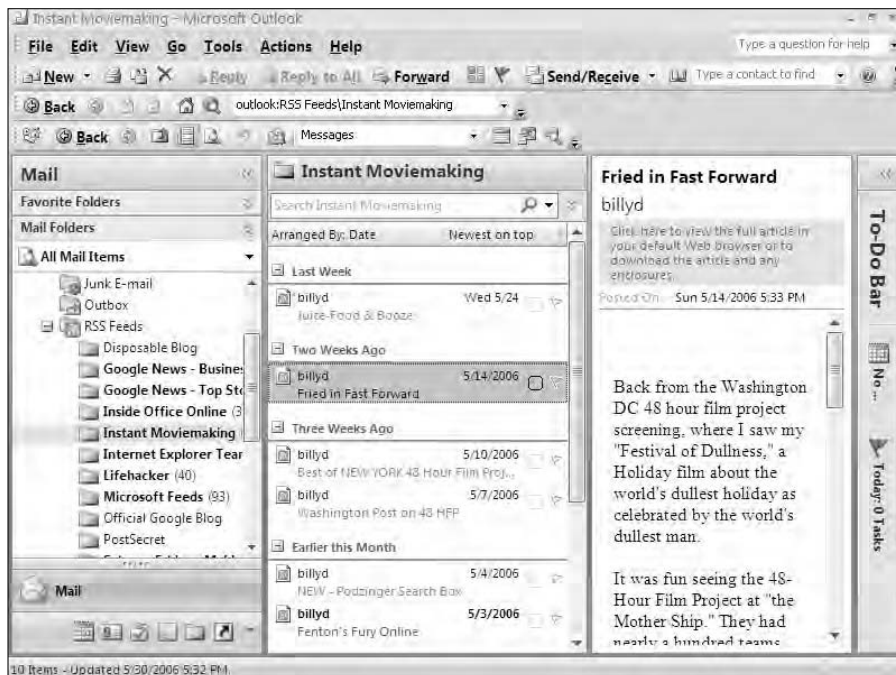 Instant Moviemaking – Microsoft Outlook
File Edit View Go Tools Actions Help
Type a question for help
New Reply Reply to All Forward Send/Receive Type a contact to find
Back outlook:RSS Feeds\Instant Moviemaking
Back Messages
Mail
Favorite Folders
Mail Folders
All Mail Items
Junk E-mail
Outbox
RSS Feeds
Disposable Blog
Google News - Busines
Google News - Top Sto
Inside Office Online (3
Instant Moviemaking
Internet Explorer Tear
Lifehacker (40)
Microsoft Feeds (93)
Official Google Blog
PostSecret
Mail
Instant Moviemaking
Search Instant Moviemaking
Arranged By: Date Newest on top
Last Week
billyd Wed 5/24
Juice-Food & Booze
Two Weeks Ago
billyd 5/14/2006
Fried in Fast Forward
Three Weeks Ago
billyd 5/10/2006
Best of NEW YORK 48 Hour Film Proj...
billyd 5/7/2006
Washington Post on 48 HFP
Earlier this Month
billyd 5/4/2006
NEW - Podzinger Search Box
billyd 5/3/2006
Fenton's Fury Online
Fried in Fast Forward
billyd
Click here to view the full article in
your default Web browser or to
download the article and any
enclosures.
Posted On: Sun 5/14/2006 5:33 PM
Back from the Washington
DC 48 hour film project
screening, where I saw my
"Festival of Dullness," a
Holiday film about the
world's dullest holiday as
celebrated by the world's
dullest man.
It was fun seeing the 48-
Hour Film Project at "the
Mother Ship." They had
nearly a hundred teams
To-Do Bar
No ...
Today: 0 Tasks
10 Items - Updated 5/30/2006 5:32 PM